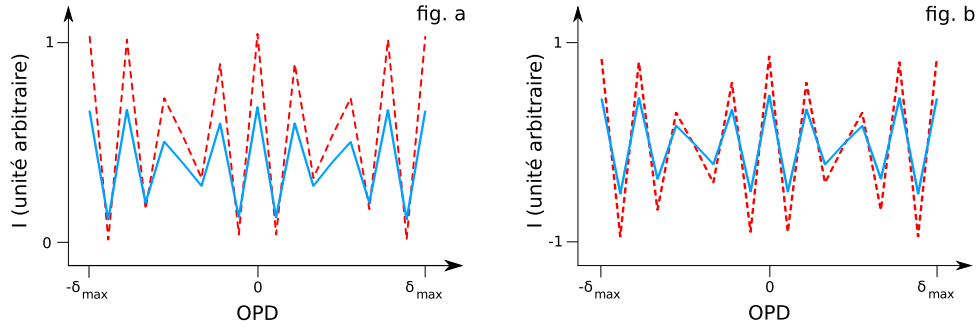 fig. a
I (unité arbitraire)
1
0
-δmax
0
δmax
OPD
fig. b
I (unité arbitraire)
1
-1
-δmax
0
δmax
OPD